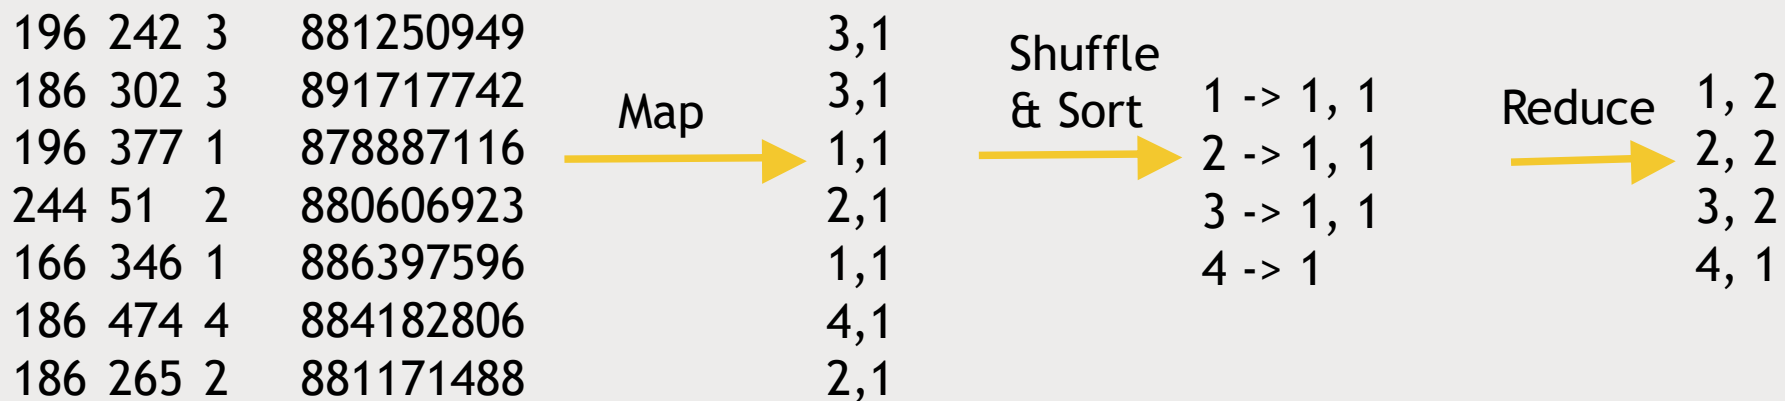 196 242 3 881250949
186 302 3 891717742
196 377 1 878887116
244 51 2 880606923
166 346 1 886397596
186 474 4 884182806
186 265 2 881171488
Map
3,1
3,1
1,1
2,1
1,1
4,1
2,1
Shuffle
& Sort
1 -> 1, 1
2 -> 1, 1
3 -> 1, 1
4 -> 1
Reduce
1, 2
2, 2
3, 2
4, 1